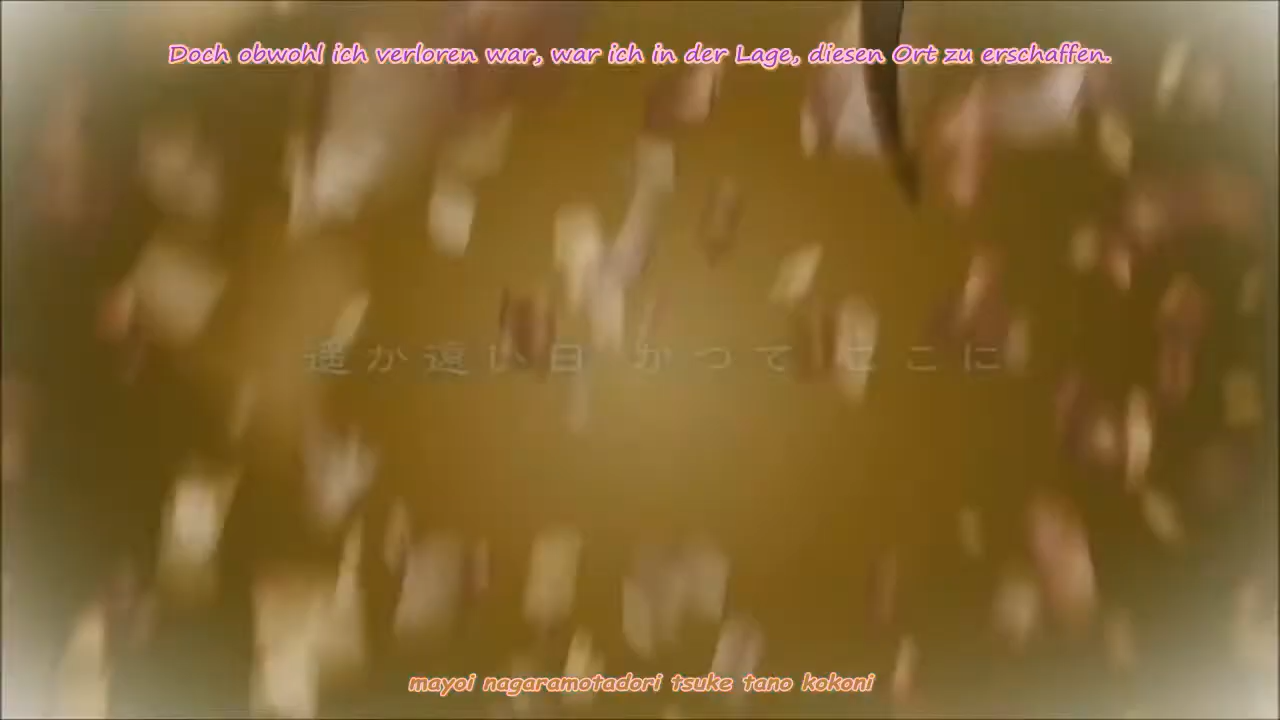 Doch obwohl ich verloren war, war ich in der Lage, diesen Ort zu erschaffen.
遥か遠い日 かつて ここに
mayoi nagaramotadori tsuke tano kokoni